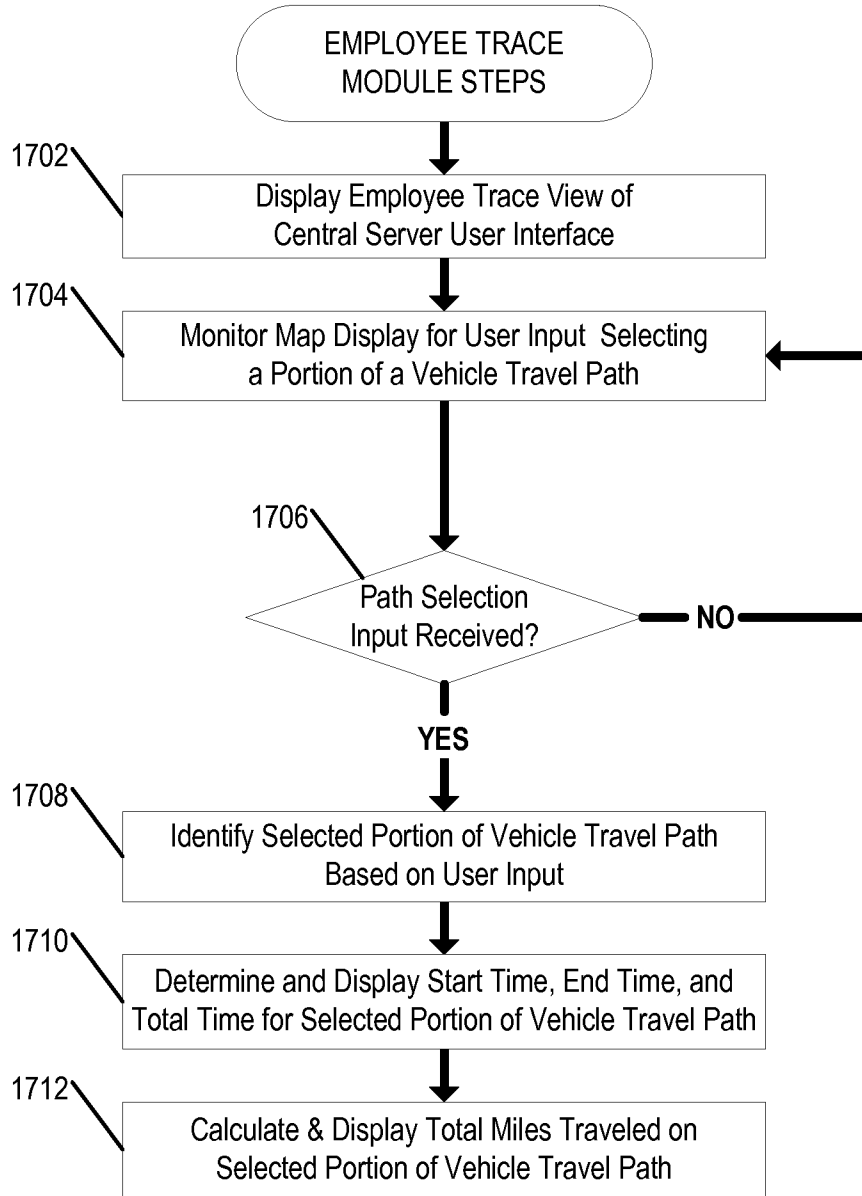 EMPLOYEE TRACE
MODULE STEPS
1702
Display Employee Trace View of
Central Server User Interface
1704
Monitor Map Display for User Input Selecting
a Portion of a Vehicle Travel Path
1706
Path Selection
Input Received?
NO
YES
1708
Identify Selected Portion of Vehicle Travel Path
Based on User Input
1710
Determine and Display Start Time, End Time, and
Total Time for Selected Portion of Vehicle Travel Path
1712
Calculate & Display Total Miles Traveled on
Selected Portion of Vehicle Travel Path